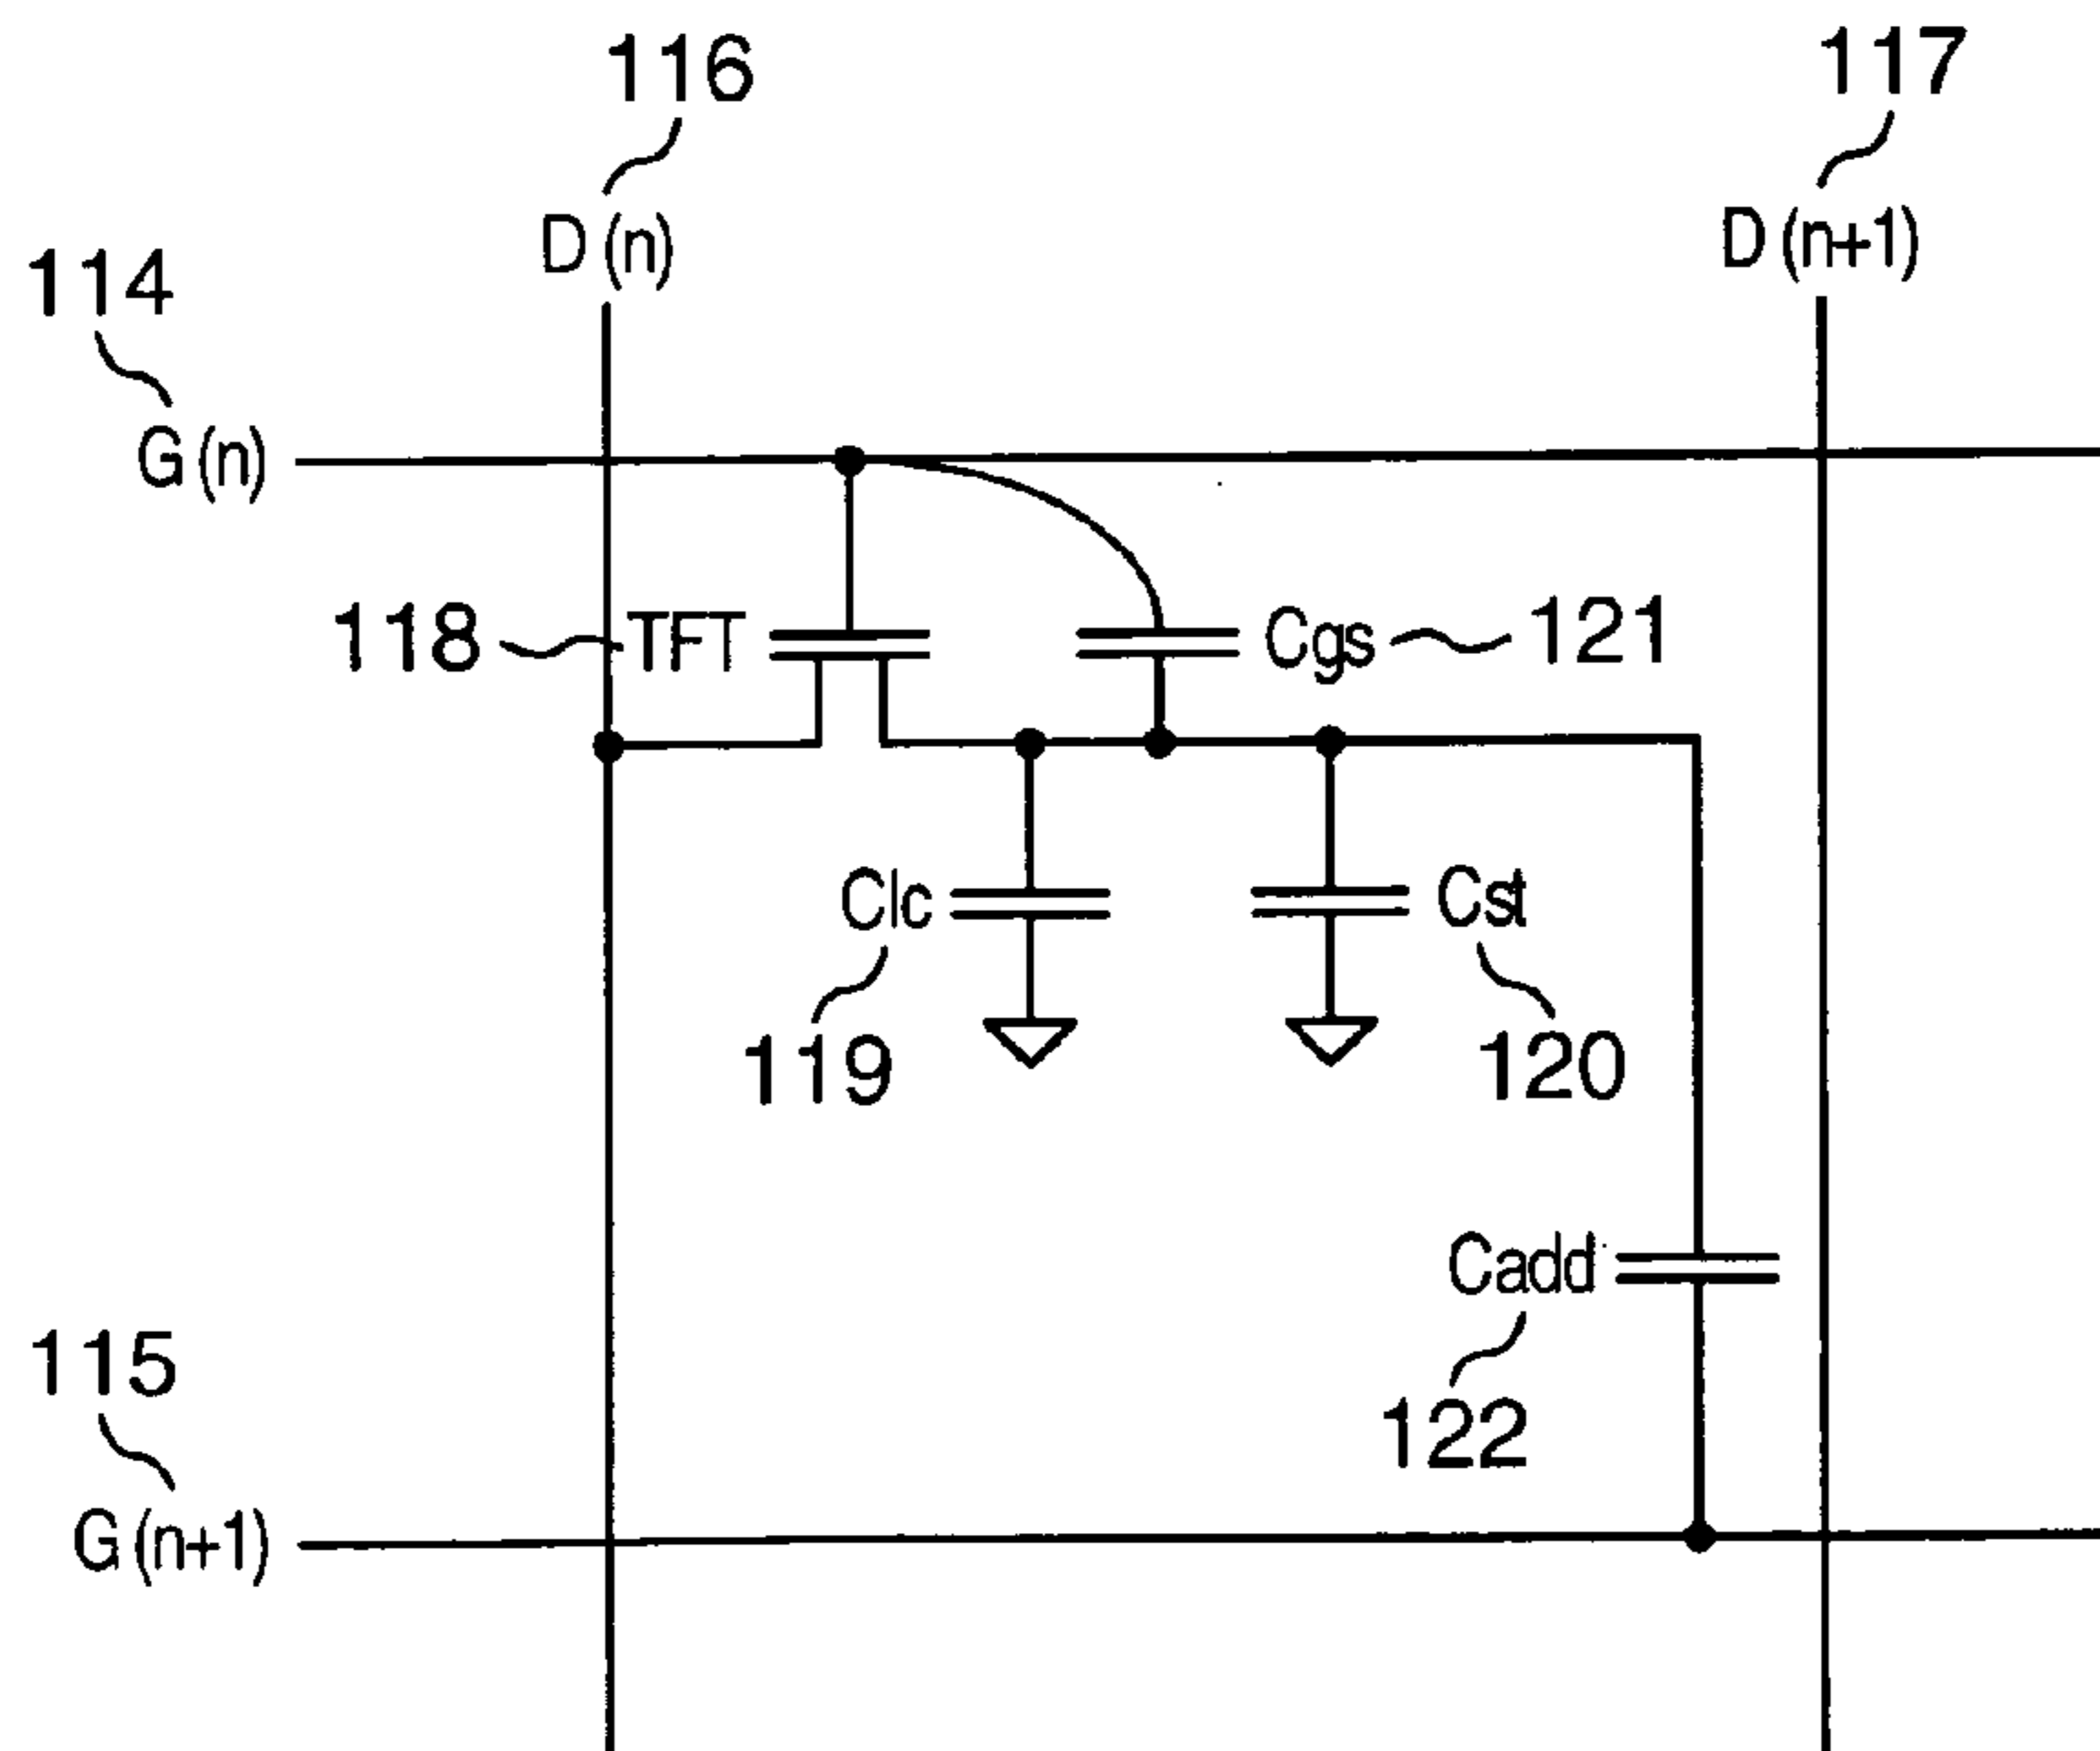 116
117
D (n)
D (n+1)
114
G (n)
118
TFT
Cgs
121
Clc
Cst
119
120
Cadd
115
122
G (n+1)